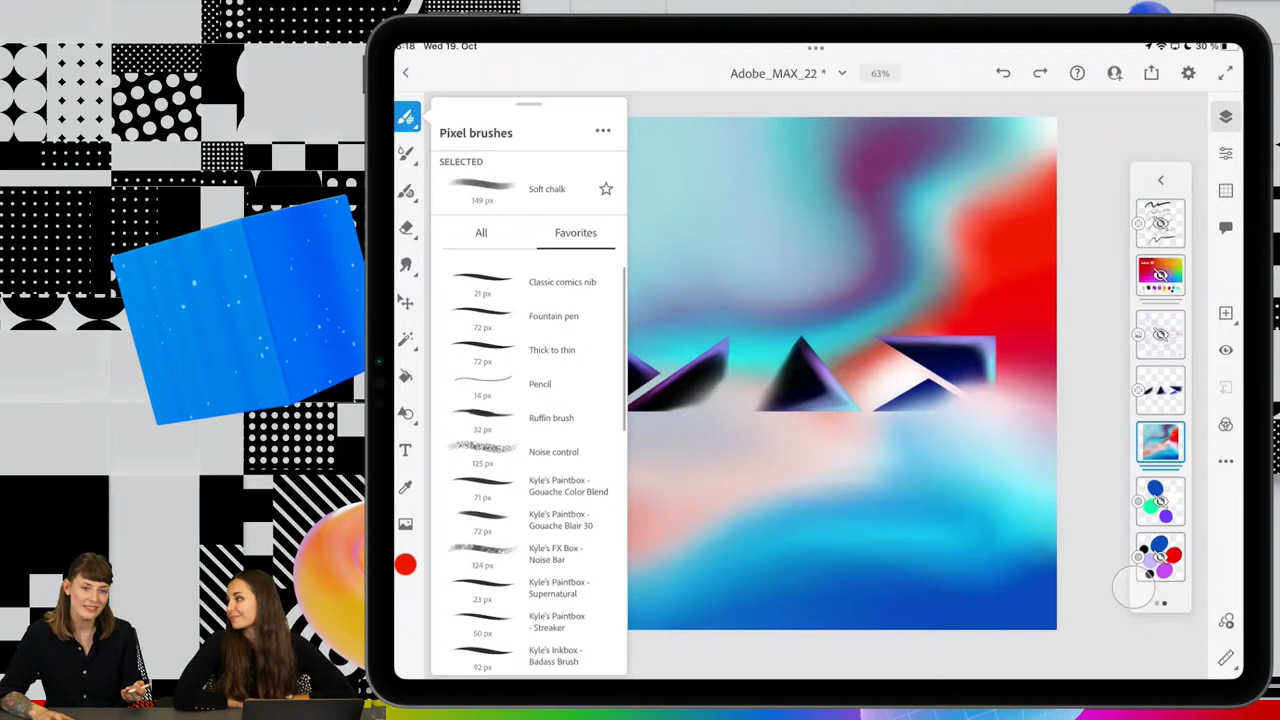 6:18 Wed 19. Oct
30 %
Adobe_MAX_22 *
63%
Pixel brushes
SELECTED
Soft chalk
149 px
All
Favorites
Classic comics nib
21 px
Fountain pen
72 px
Thick to thin
72 px
Pencil
14 px
Ruffin brush
32 px
Noise control
125 px
Kyle's Paintbox -
Gouache Color Blend
71 px
Kyle's Paintbox -
Gouache Blair 30
72 px
Kyle's FX Box -
Noise Bar
124 px
Kyle's Paintbox -
Supernatural
23 px
Kyle's Paintbox
- Streaker
50 px
Kyle's Inkbox -
Badass Brush
92 px